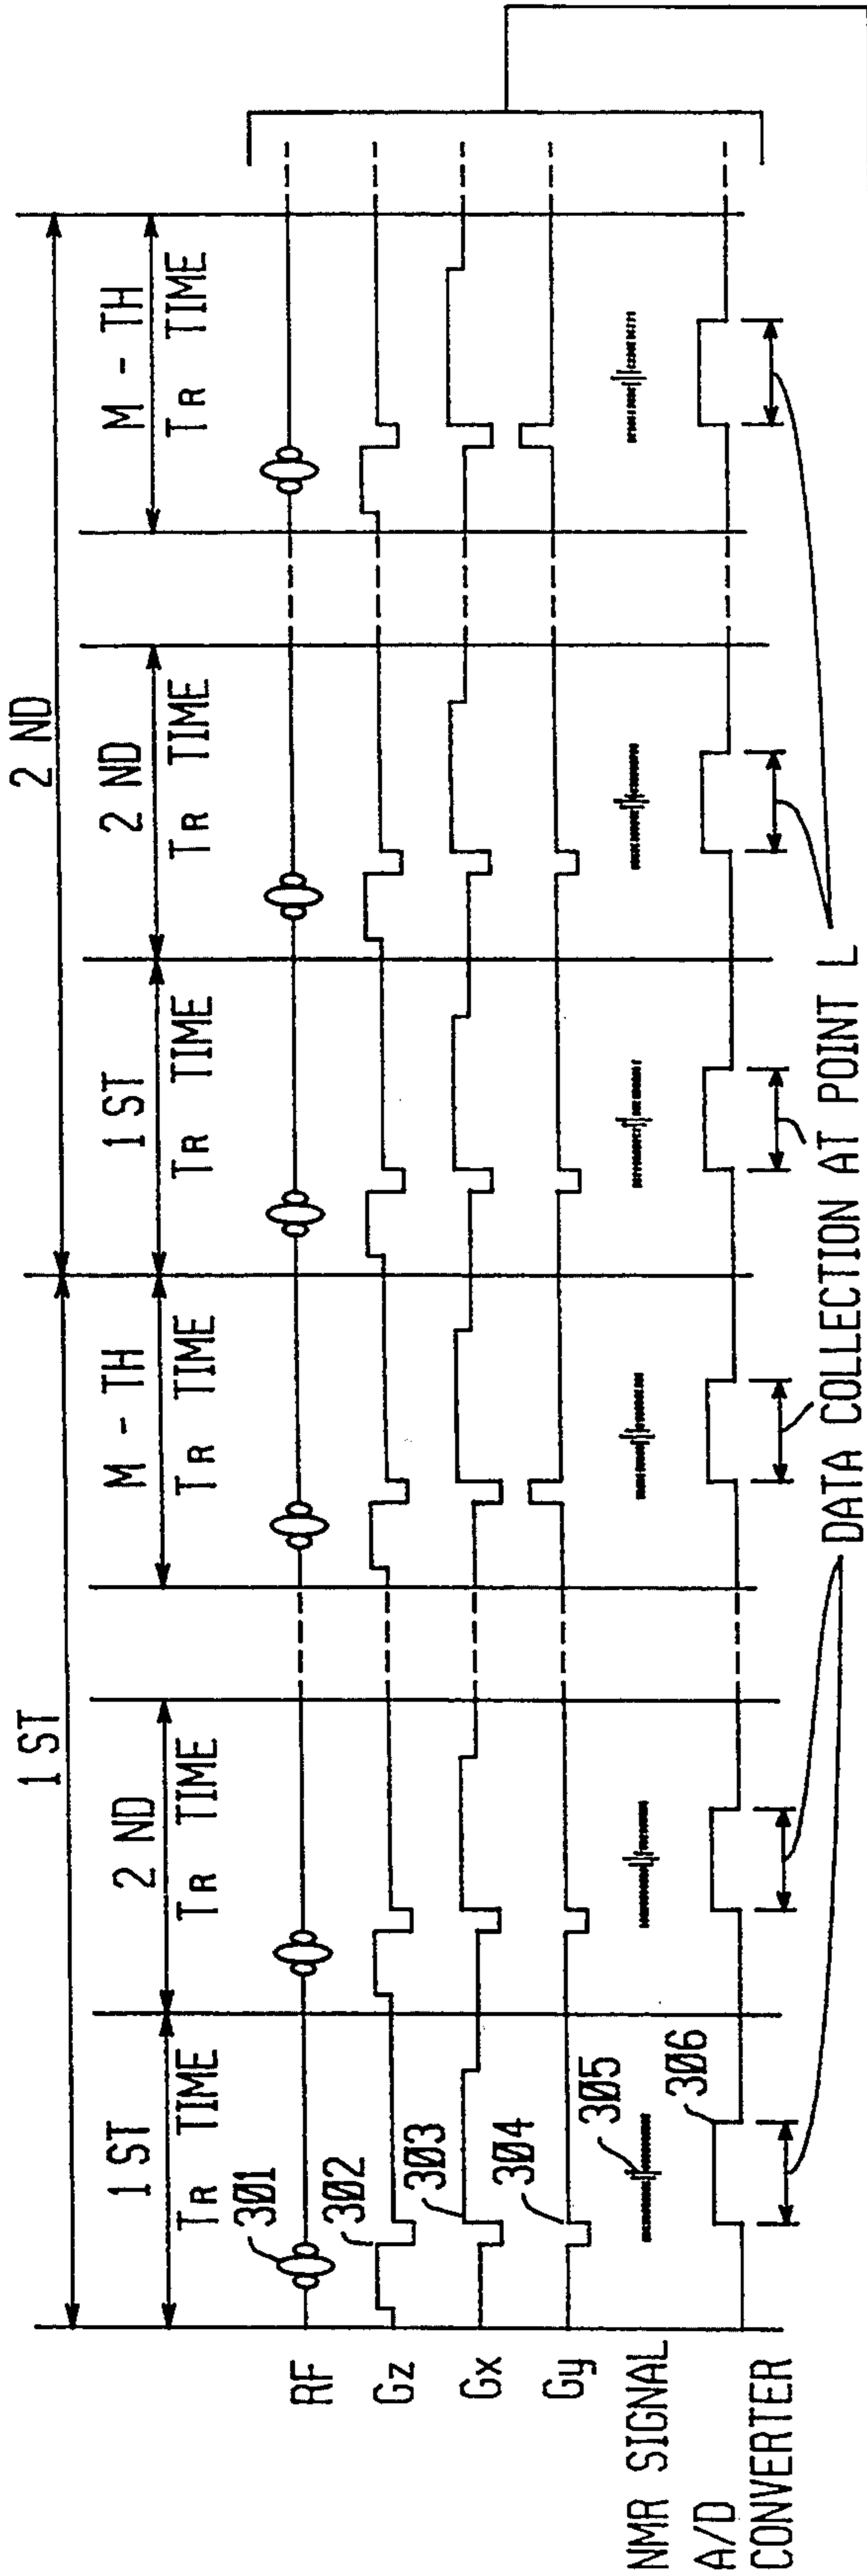 1 ST
2 ND
1 ST
TR TIME
2 ND
TR TIME
M - TH
TR TIME
1 ST
TR TIME
2 ND
TR TIME
M - TH
TR TIME
RF
301
Gz
302
Gx
303
Gy
304
NMR SIGNAL
305
A/D
CONVERTER
306
DATA COLLECTION AT POINT L